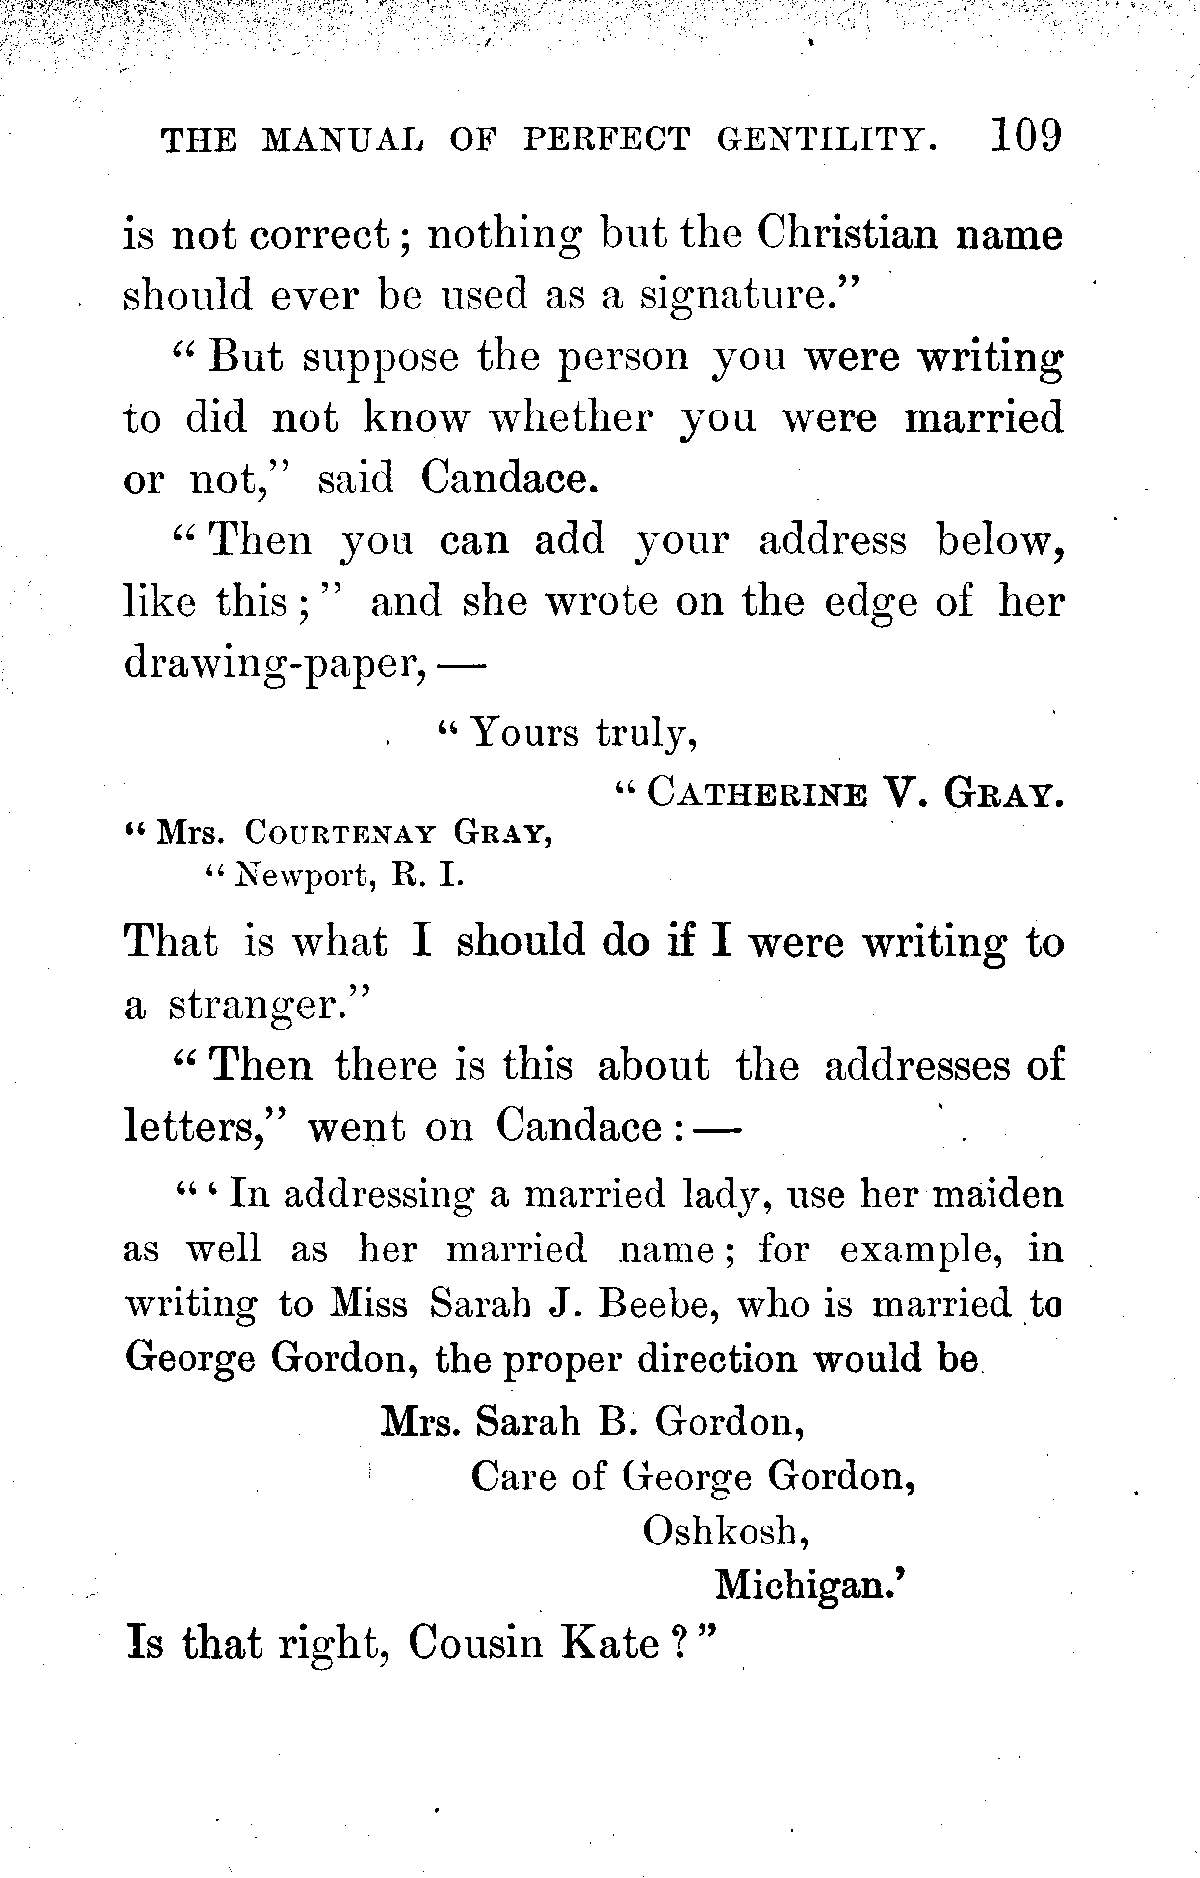 THE MANUAL OF PERFECT GENTILITY. 109
is not correct; nothing but the Christian name
should ever be used as a signature."
"But suppose the person you were writing
to did not know whether you were married
or not," said Candace.
"Then you can add your address below,
like this;" and she wrote on the edge of her
drawing-paper,—
"Yours truly,
"CATHERINE V. GRAY.
"Mrs. COURTENAY GRAY,
"Newport, R. I.
That is what I should do if I were writing to
a stranger."
"Then there is this about the addresses of
letters," went on Candace:—
"'In addressing a married lady, use her maiden
as well as her married name; for example, in
writing to Miss Sarah J. Beebe, who is married to
George Gordon, the proper direction would be
Mrs. Sarah B. Gordon,
Care of George Gordon,
Oshkosh,
Michigan.'
Is that right, Cousin Kate?"